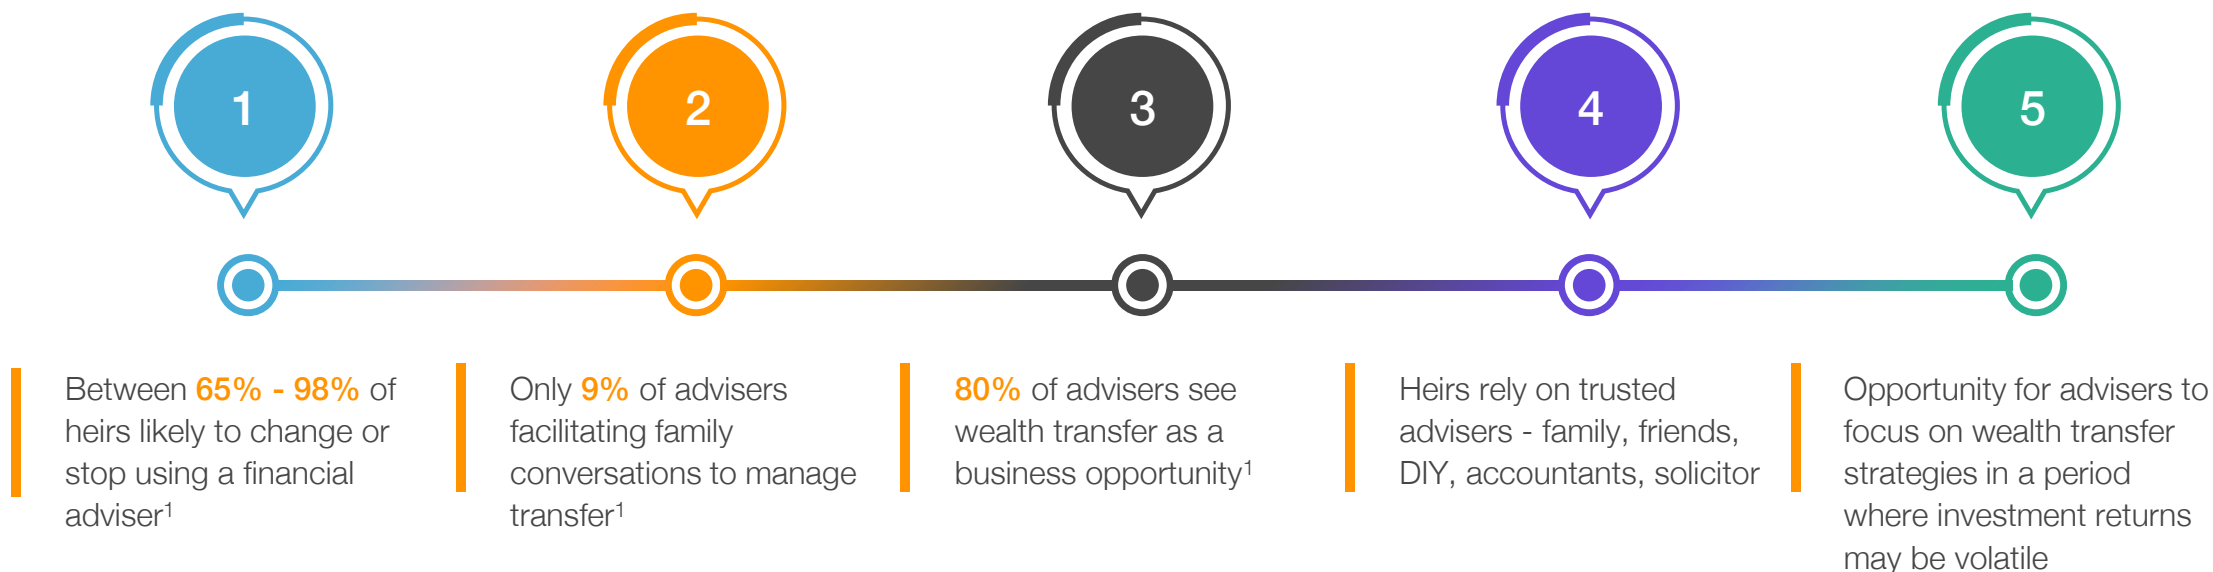 1
2
3
4
5
Between 65% - 98% of
heirs likely to change or
stop using a financial
adviser¹
Only 9% of advisers
facilitating family
conversations to manage
transfer¹
80% of advisers see
wealth transfer as a
business opportunity¹
Heirs rely on trusted
advisers - family, friends,
DIY, accountants, solicitor
Opportunity for advisers to
focus on wealth transfer
strategies in a period
where investment returns
may be volatile